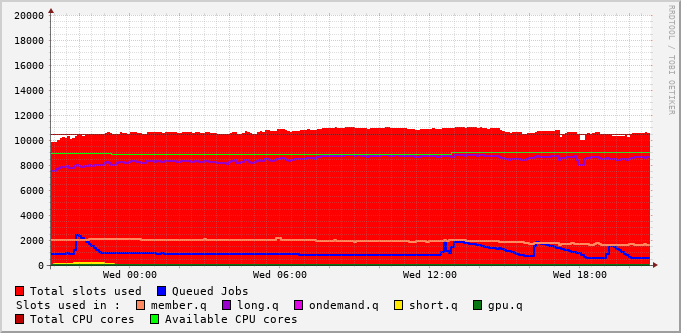 20000
18000
16000
14000
12000
10000
8000
6000
4000
2000
0
Wed 00:00 Wed 06:00 Wed 12:00 Wed 18:00
RRDTOOL / TOBI OETIKER
Total slots used Queued Jobs
Slots used in : member.q long.q ondemand.q short.q gpu.q
Total CPU cores Available CPU cores